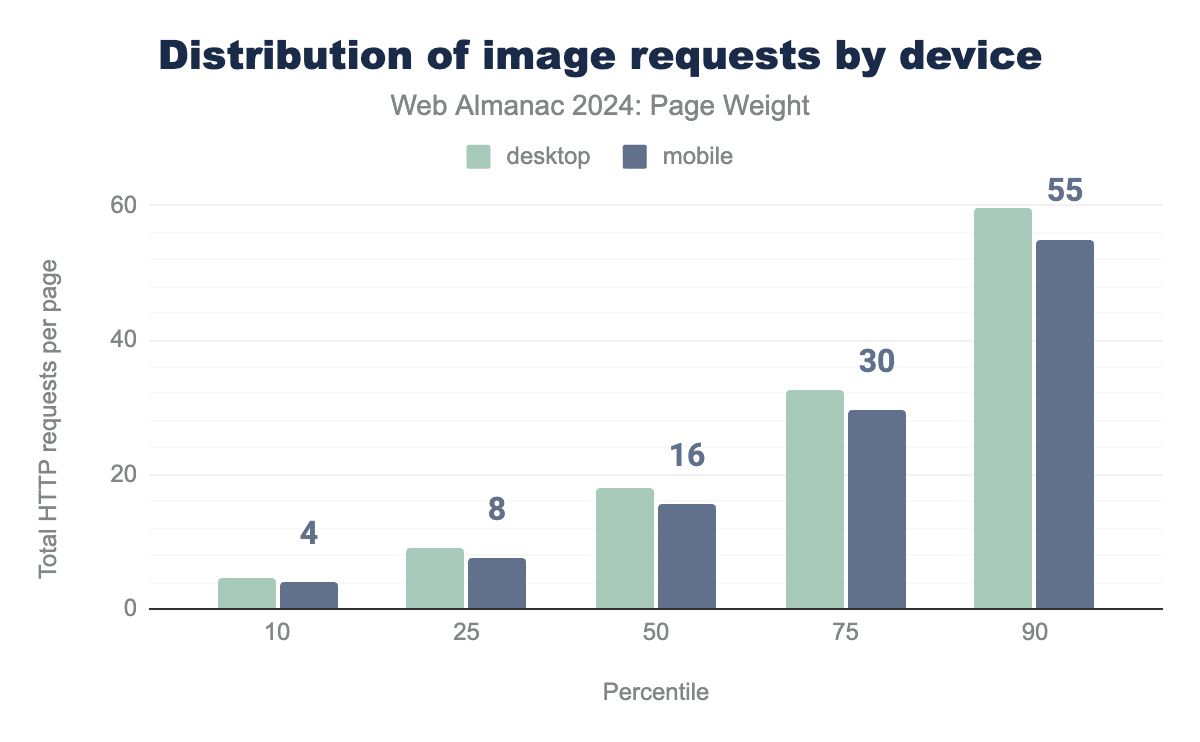 Distribution of image requests by device
Web Almanac 2024: Page Weight
desktop mobile
Total HTTP requests per page
60
40
20
0
4
8
16
30
55
10 25 50 75 90
Percentile